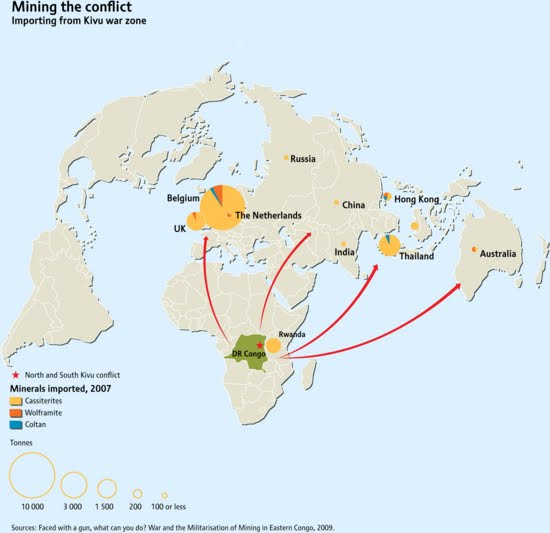 Mining the conflict
Importing from Kivu war zone
Russia
Belgium
The Netherlands
UK
China
Hong Kong
India
Thailand
Australia
Rwanda
DR Congo
North and South Kivu conflict
Minerals imported, 2007
Cassiterites
Wolframite
Coltan
Tonnes
10 000 3 000 1 500 200 100 or less
Sources: Faced with a gun, what can you do? War and the Militarisation of Mining in Eastern Congo, 2009.